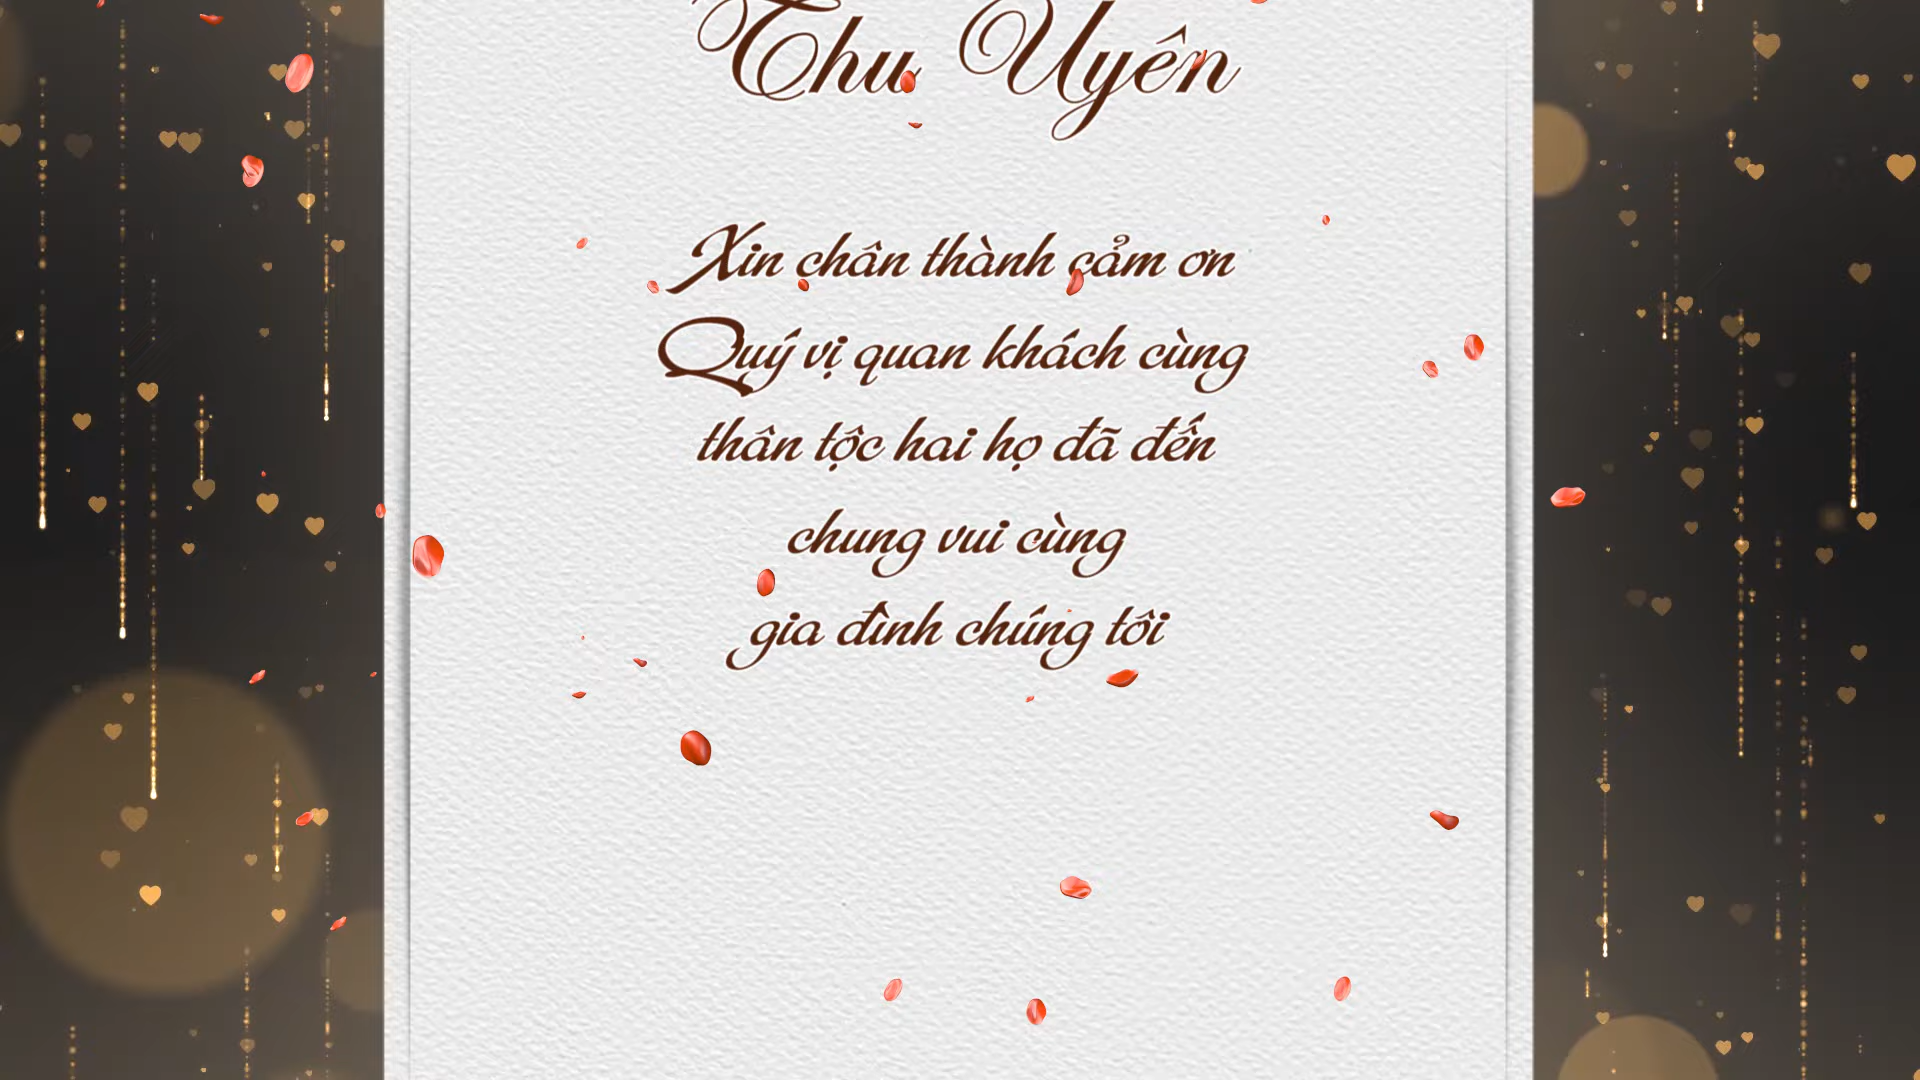 Thu Uyên
Xin chân thành cảm ơn
Quý vị quan khách cùng
thân tộc hai họ đã đến
chung vui cùng
gia đình chúng tôi